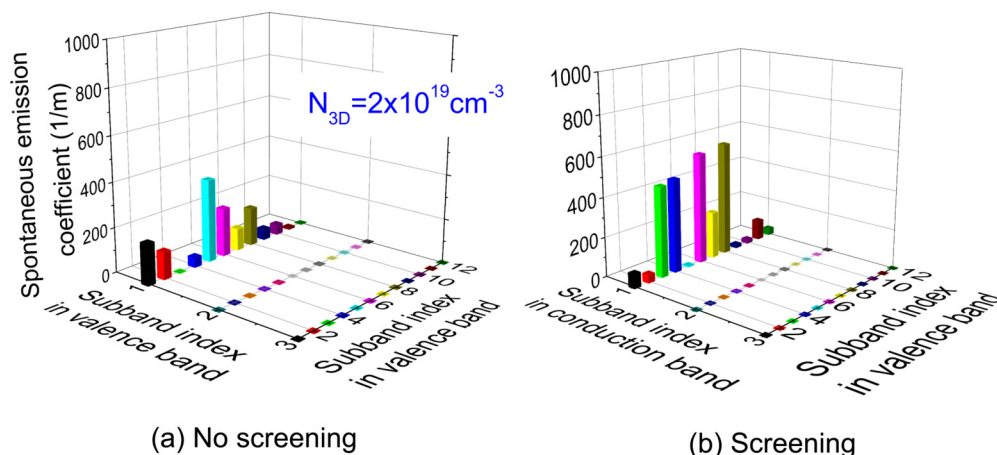 1000
800
600
400
200
0
Spontaneous emission
coefficient (1/m)
N3D=2x10^19cm^-3
1
2
3
Subband index
in valence band
2
4
6
8
10
12
Subband index
in valence band
(a) No screening
1000
800
600
400
200
0
1
2
3
Subband index
in conduction band
2
4
6
8
10
12
Subband index
in valence band
(b) Screening